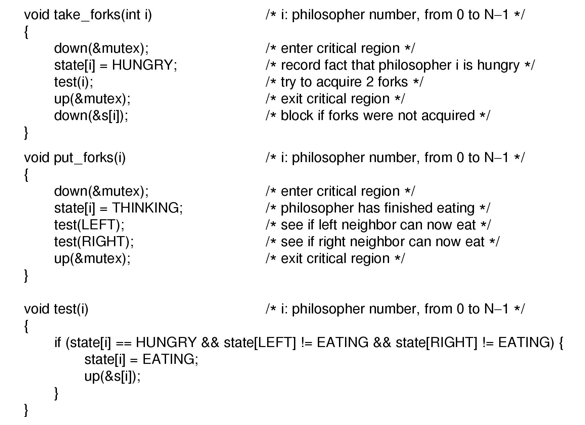 void take_forks(int i) /* i: philosopher number, from 0 to N–1 */
{
down(&mutex); /* enter critical region */
state[i] = HUNGRY; /* record fact that philosopher i is hungry */
test(i); /* try to acquire 2 forks */
up(&mutex); /* exit critical region */
down(&s[i]); /* block if forks were not acquired */
}
void put_forks(i) /* i: philosopher number, from 0 to N–1 */
{
down(&mutex); /* enter critical region */
state[i] = THINKING; /* philosopher has finished eating */
test(LEFT); /* see if left neighbor can now eat */
test(RIGHT); /* see if right neighbor can now eat */
up(&mutex); /* exit critical region */
}
void test(i) /* i: philosopher number, from 0 to N–1 */
{
if (state[i] == HUNGRY && state[LEFT] != EATING && state[RIGHT] != EATING) {
state[i] = EATING;
up(&s[i]);
}
}